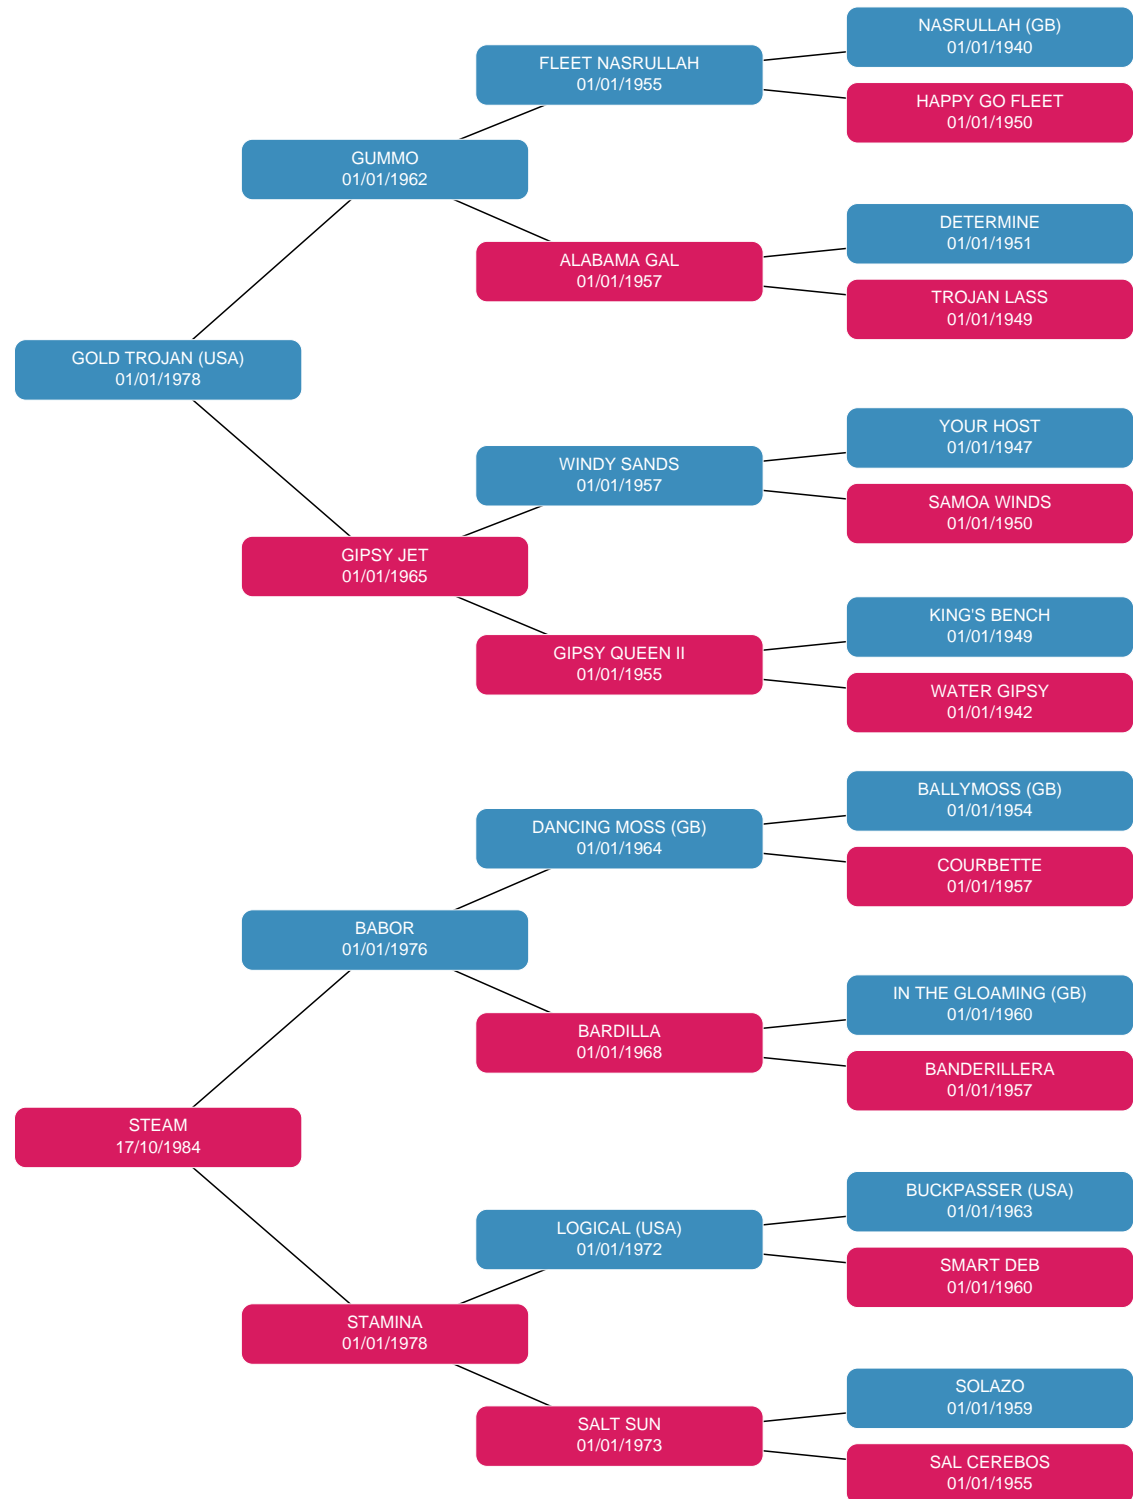 NASRULLAH (GB)
01/01/1940
FLEET NASRULLAH
01/01/1955
HAPPY GO FLEET
01/01/1950
GUMMO
01/01/1962
DETERMINE
01/01/1951
ALABAMA GAL
01/01/1957
TROJAN LASS
01/01/1949
GOLD TROJAN (USA)
01/01/1978
YOUR HOST
01/01/1947
WINDY SANDS
01/01/1957
SAMOA WINDS
01/01/1950
GIPSY JET
01/01/1965
KING'S BENCH
01/01/1949
GIPSY QUEEN II
01/01/1955
WATER GIPSY
01/01/1942
BALLYMOSS (GB)
01/01/1954
DANCING MOSS (GB)
01/01/1964
COURBETTE
01/01/1957
BABOR
01/01/1976
IN THE GLOAMING (GB)
01/01/1960
BARDILLA
01/01/1968
BANDERILLERA
01/01/1957
STEAM
17/10/1984
BUCKPASSER (USA)
01/01/1963
LOGICAL (USA)
01/01/1972
SMART DEB
01/01/1960
STAMINA
01/01/1978
SOLAZO
01/01/1959
SALT SUN
01/01/1973
SAL CEREBOS
01/01/1955